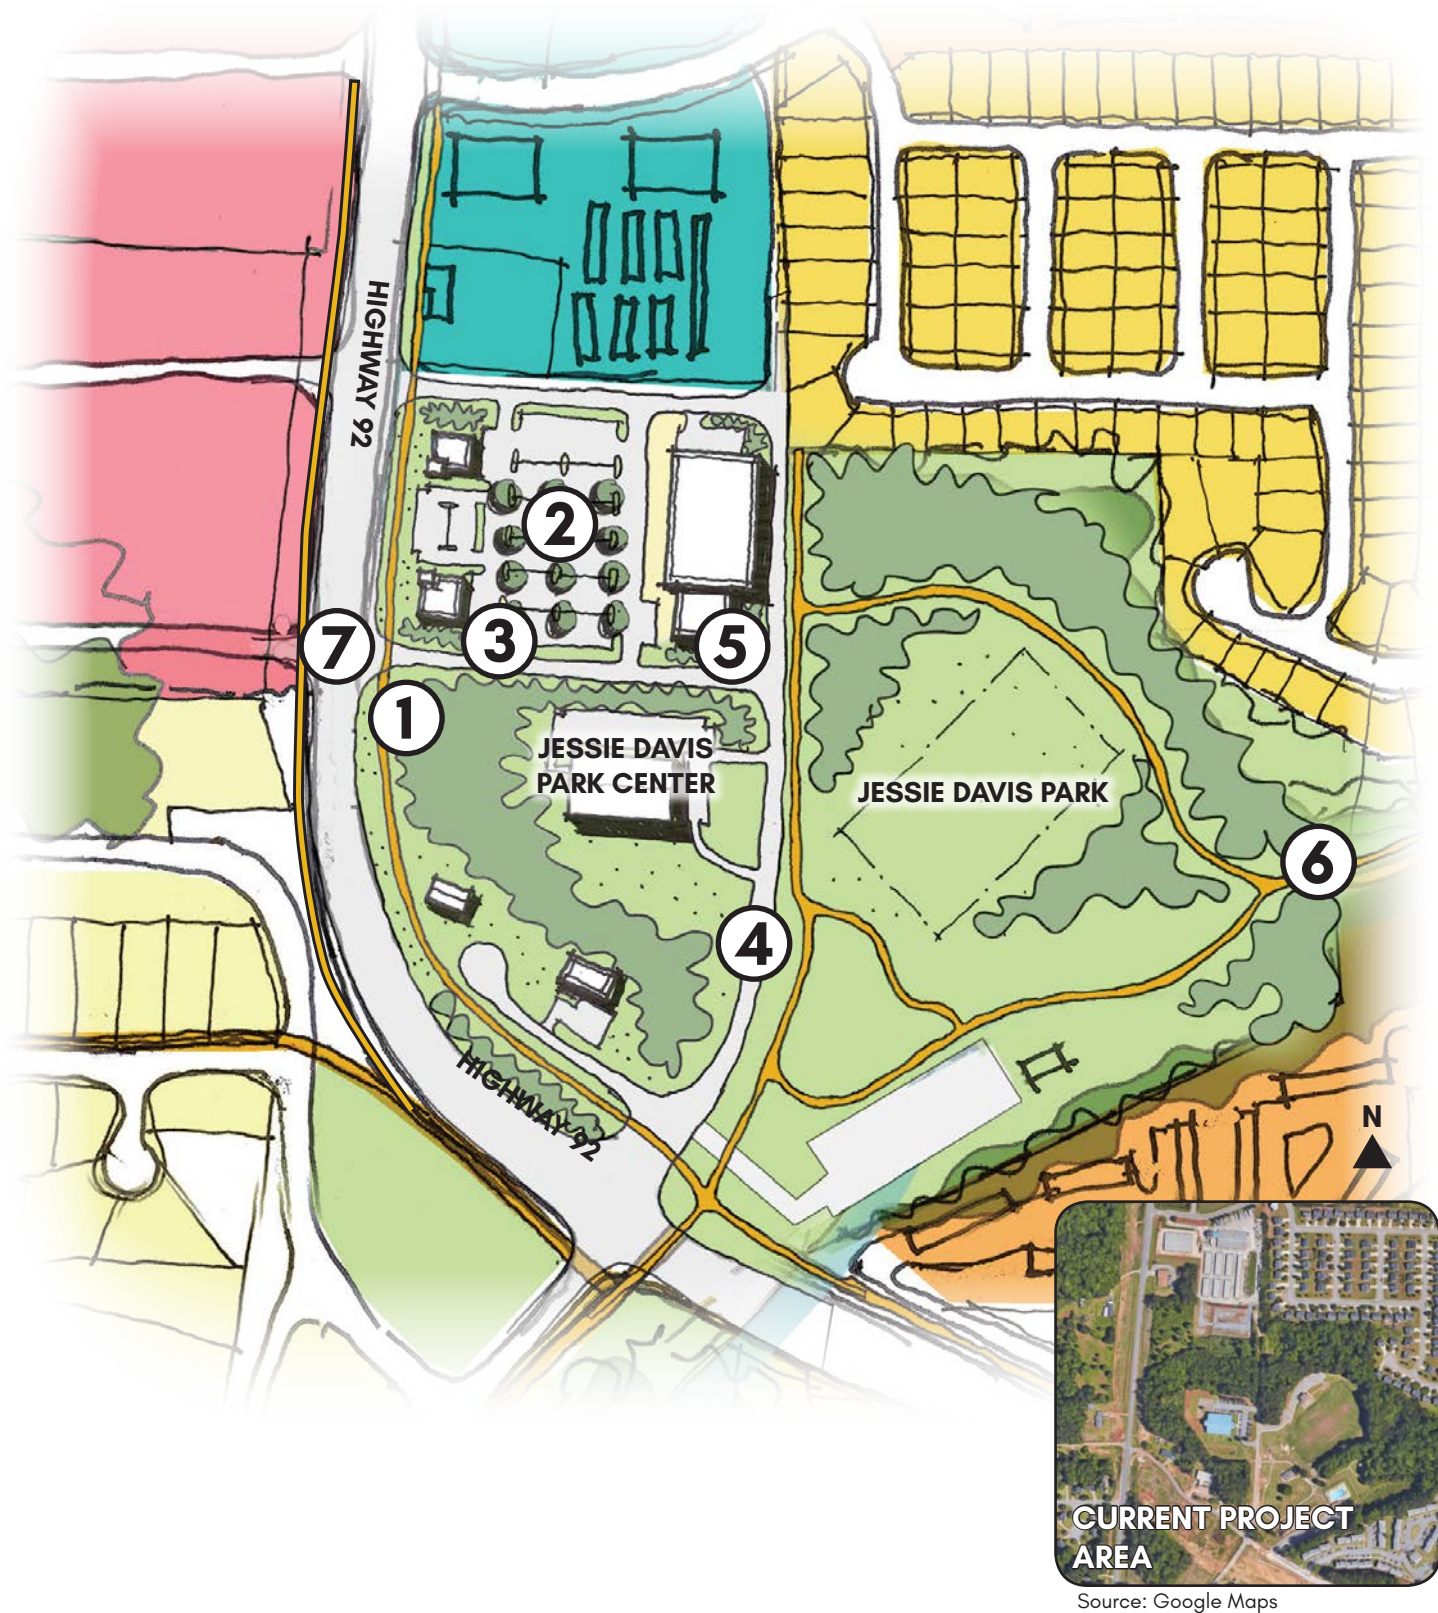 HIGHWAY 92
2
3
5
7
1
JESSIE DAVIS
PARK CENTER
JESSIE DAVIS PARK
6
4
HIGHWAY 92
N
CURRENT PROJECT
AREA
Source: Google Maps